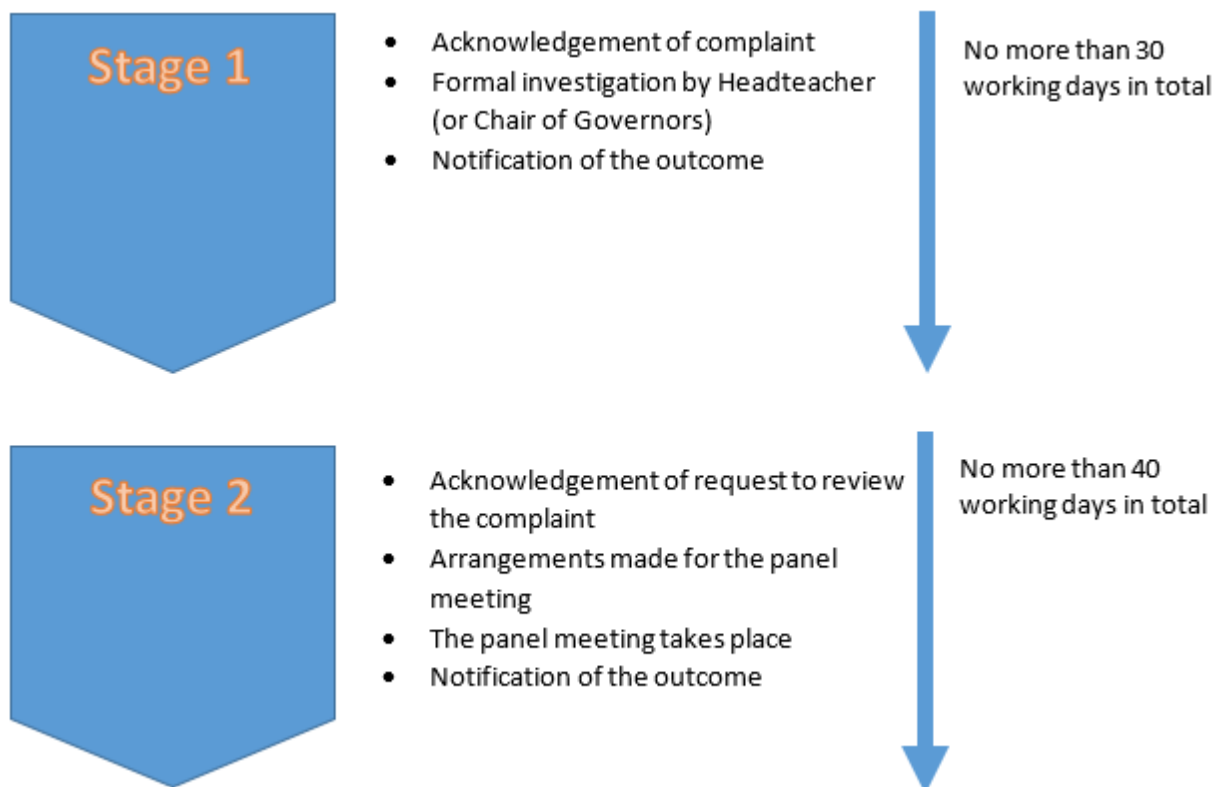 Stage 1
• Acknowledgement of complaint
• Formal investigation by Headteacher
(or Chair of Governors)
• Notification of the outcome
No more than 30
working days in total
Stage 2
• Acknowledgement of request to review
the complaint
• Arrangements made for the panel
meeting
• The panel meeting takes place
• Notification of the outcome
No more than 40
working days in total